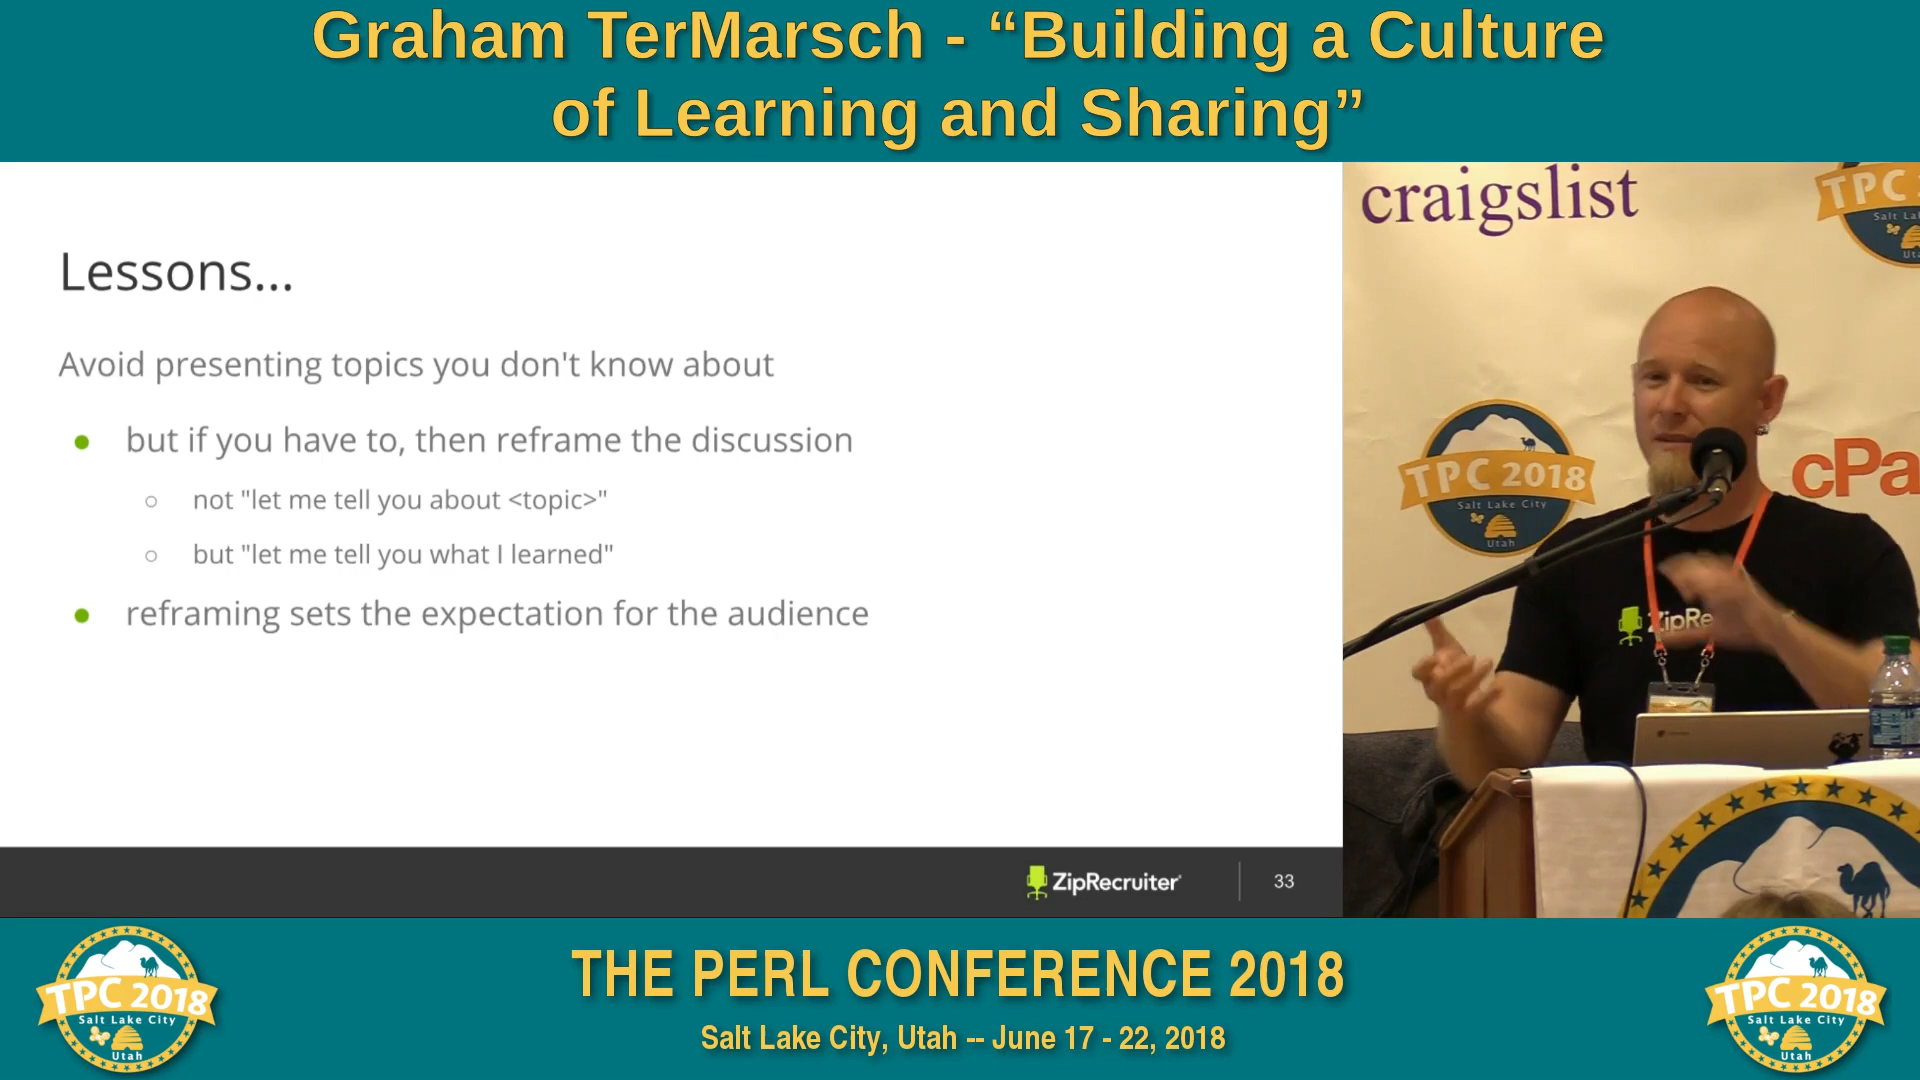 Graham TerMarsch - “Building a Culture
of Learning and Sharing”
Lessons...
Avoid presenting topics you don't know about
but if you have to, then reframe the discussion
not "let me tell you about <topic>"
but "let me tell you what I learned"
reframing sets the expectation for the audience
ZipRecruiter
33
craigslist
TPC
Salt La
Ut
TPC 2018
Salt Lake City
Utah
cPa
ZipRe
TPC 2018
Salt Lake City
Utah
THE PERL CONFERENCE 2018
Salt Lake City, Utah -- June 17 - 22, 2018
TPC 2018
Salt Lake City
Utah